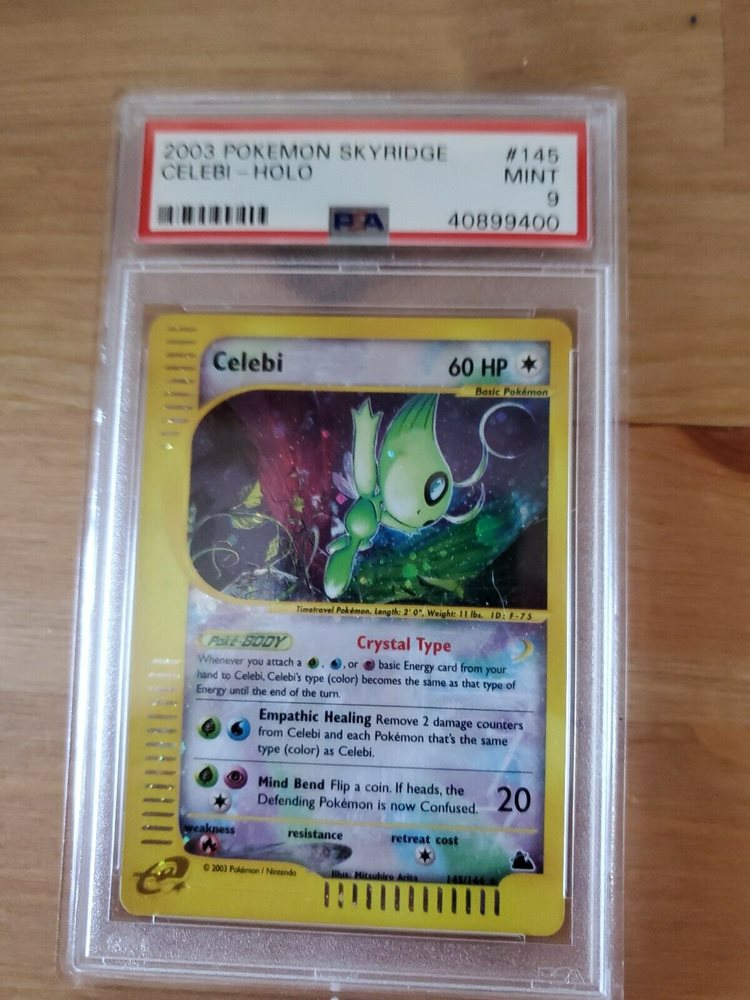 2003 POKEMON SKYRIDGE #145
CELEBI - HOLO MINT
9
PSA 40899400
Celebi 60 HP
Basic Pokémon
Timetravel Pokémon. Length: 2' 0", Weight: 11 lbs. ID: F-75
Poké-BODY Crystal Type
Whenever you attach a , , or basic Energy card from your
hand to Celebi, Celebi's type (color) becomes the same as that type of
Energy until the end of the turn.
Empathic Healing Remove 2 damage counters
from Celebi and each Pokémon that's the same
type (color) as Celebi.
Mind Bend Flip a coin. If heads, the
Defending Pokémon is now Confused. 20
weakness resistance retreat cost
© 2003 Pokémon / Nintendo Illus. Mitsuhiro Arita 145/144
e
PSA